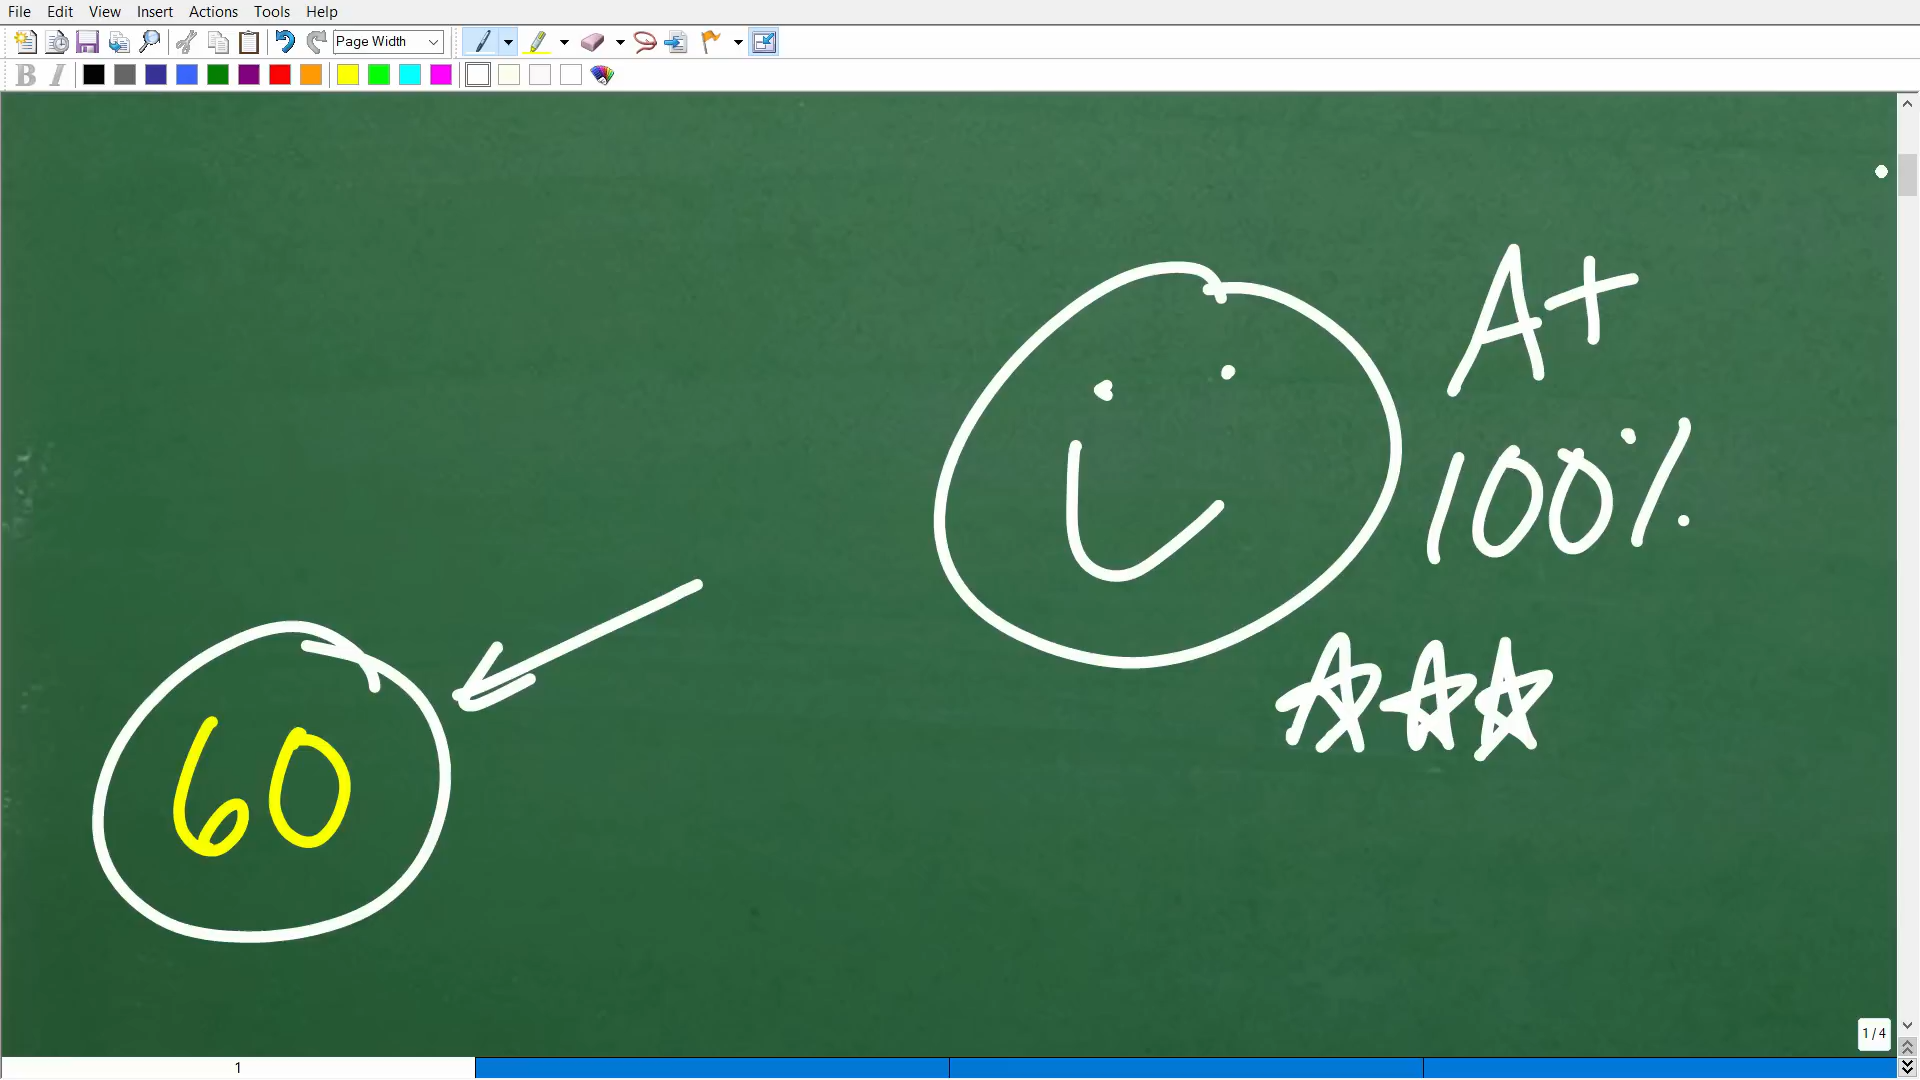 File Edit View Insert Actions Tools Help
Page Width
B I
A+
100%
60
1 / 4
1